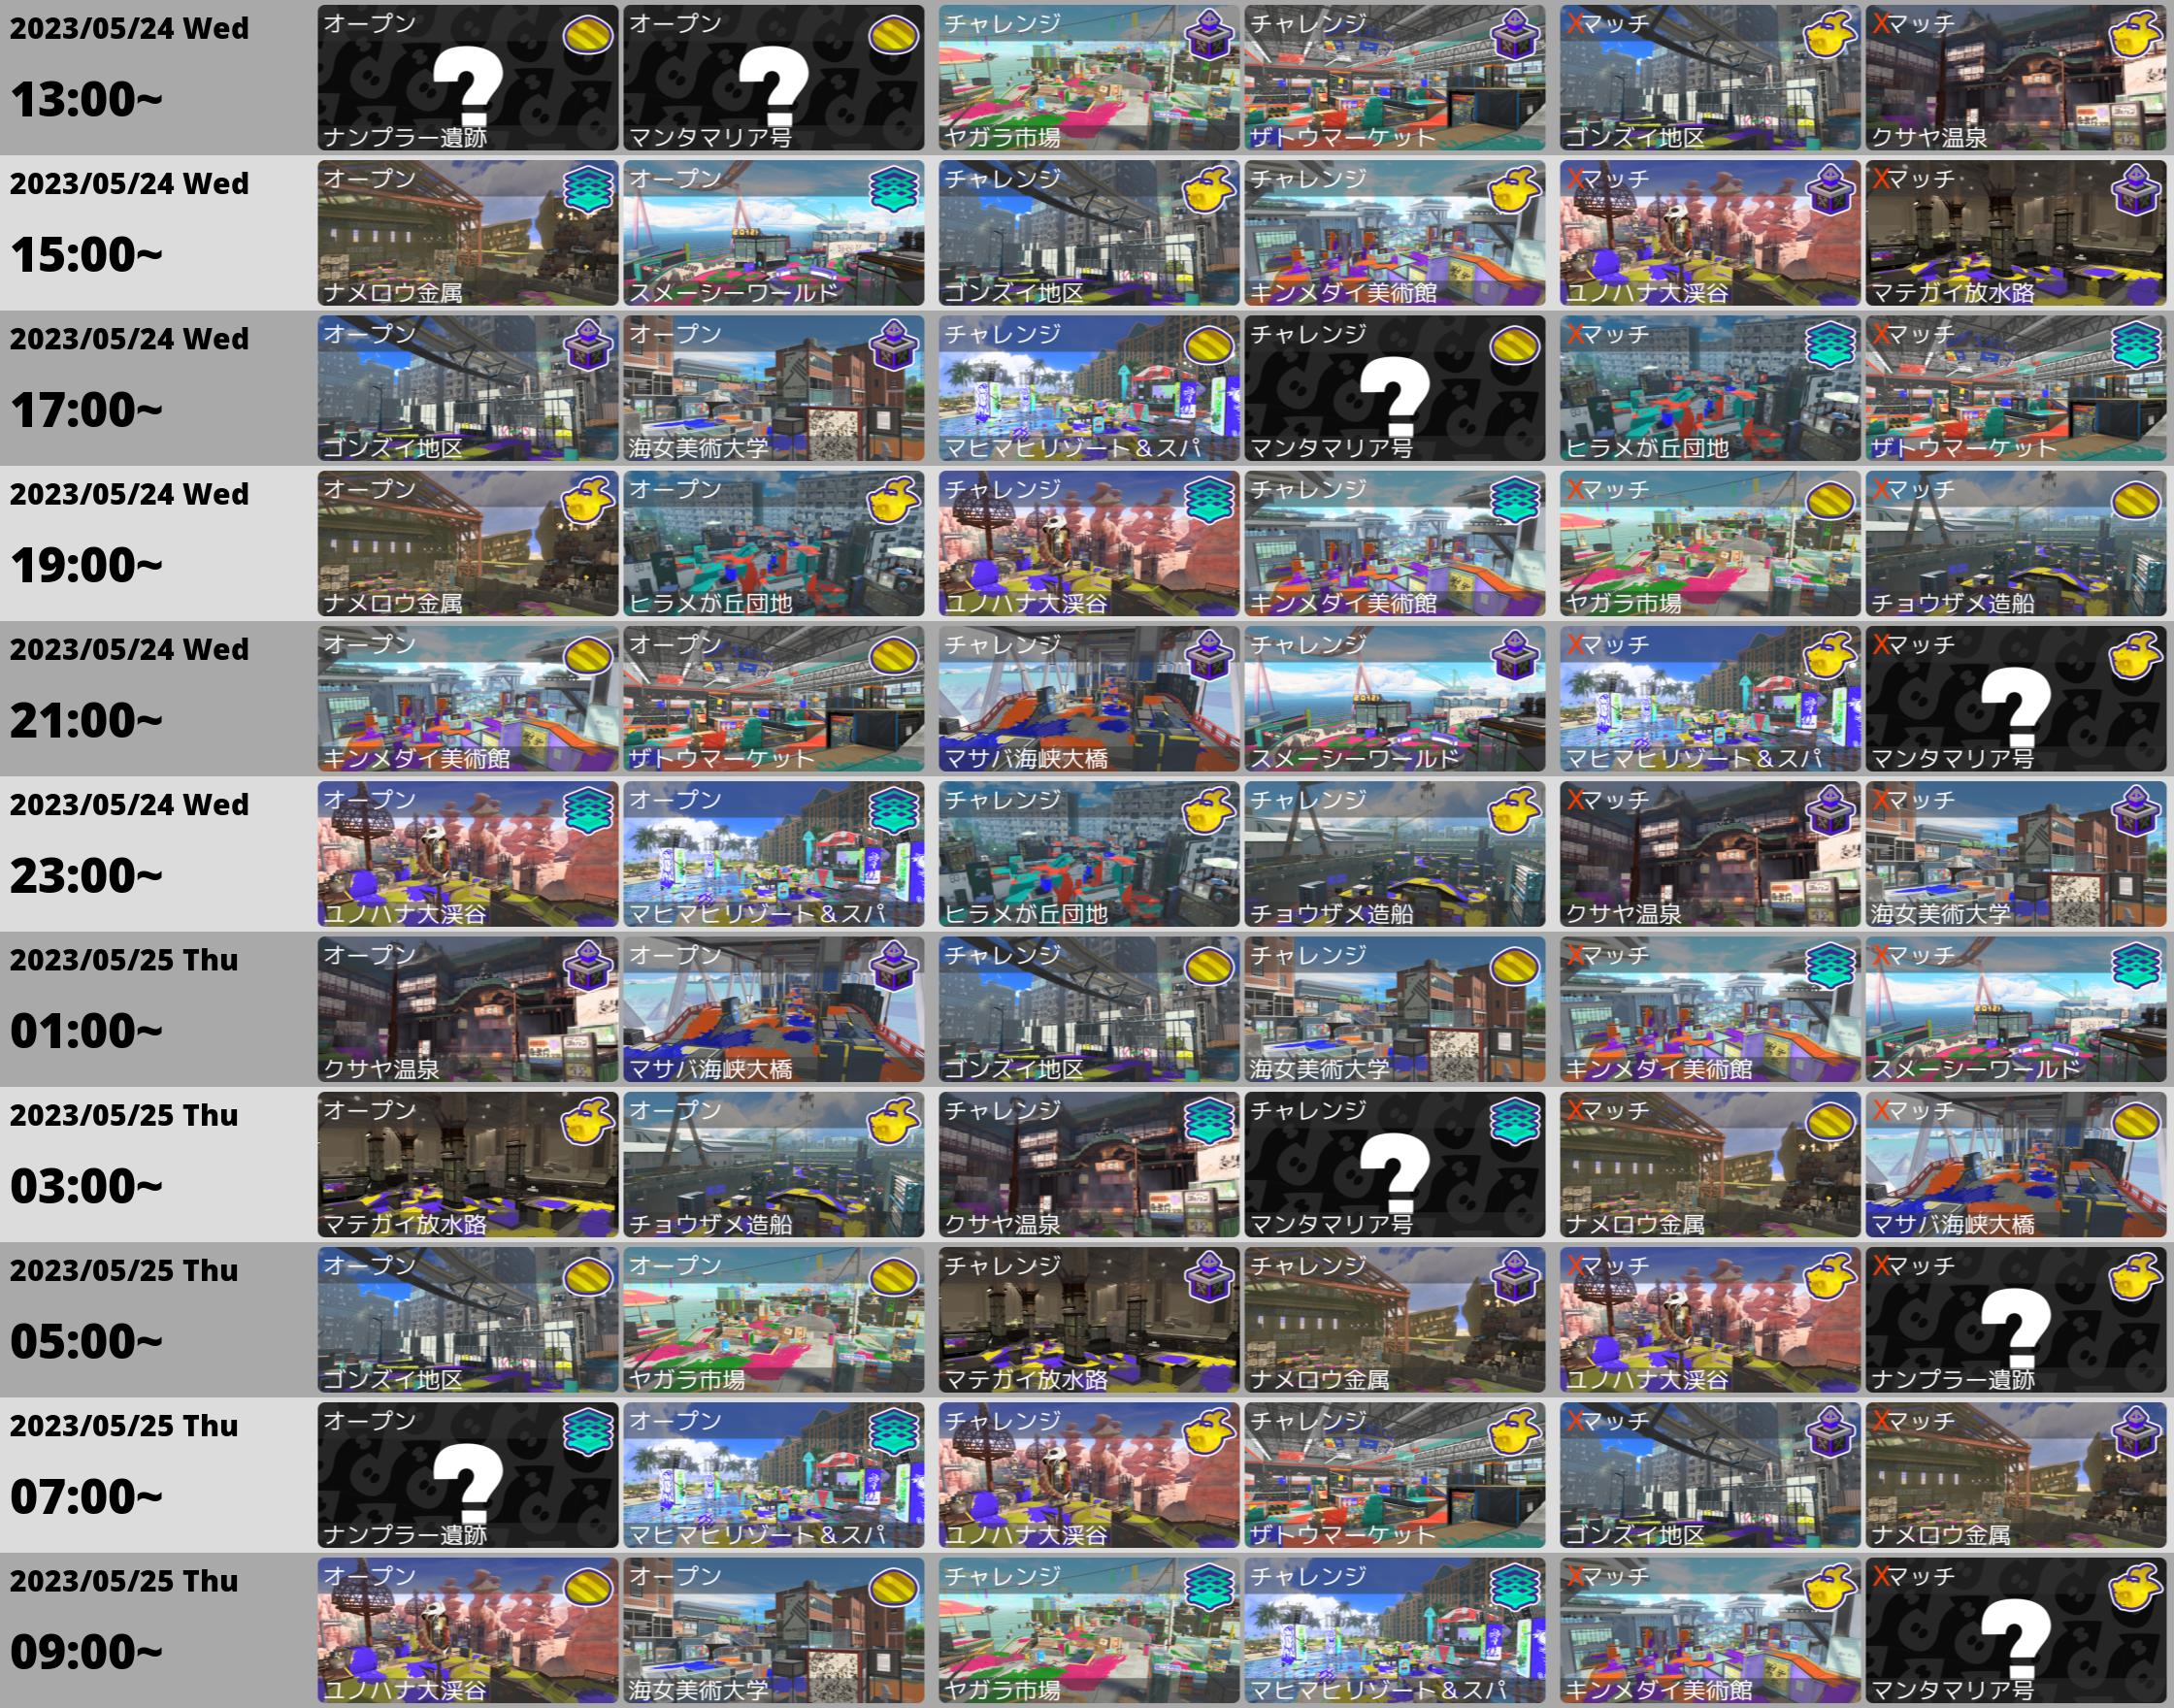 2023/05/24 Wed
13:00~
オープン
ナンプラー遺跡
オープン
マンタマリア号
チャレンジ
ヤガラ市場
チャレンジ
ザトウマーケット
Xマッチ
ゴンズイ地区
Xマッチ
クサヤ温泉
2023/05/24 Wed
15:00~
オープン
ナメロウ金属
オープン
スメーシーワールド
チャレンジ
ゴンズイ地区
チャレンジ
キンメダイ美術館
Xマッチ
ユノハナ大渓谷
Xマッチ
マテガイ放水路
2023/05/24 Wed
17:00~
オープン
ゴンズイ地区
オープン
海女美術大学
チャレンジ
マヒマヒリゾート＆スパ
チャレンジ
マンタマリア号
Xマッチ
ヒラメが丘団地
Xマッチ
ザトウマーケット
2023/05/24 Wed
19:00~
オープン
ナメロウ金属
オープン
ヒラメが丘団地
チャレンジ
ユノハナ大渓谷
チャレンジ
キンメダイ美術館
Xマッチ
ヤガラ市場
Xマッチ
チョウザメ造船
2023/05/24 Wed
21:00~
オープン
キンメダイ美術館
オープン
ザトウマーケット
チャレンジ
マサバ海峡大橋
チャレンジ
スメーシーワールド
Xマッチ
マヒマヒリゾート＆スパ
Xマッチ
マンタマリア号
2023/05/24 Wed
23:00~
オープン
ユノハナ大渓谷
オープン
マヒマヒリゾート＆スパ
チャレンジ
ヒラメが丘団地
チャレンジ
チョウザメ造船
Xマッチ
クサヤ温泉
Xマッチ
海女美術大学
2023/05/25 Thu
01:00~
オープン
クサヤ温泉
オープン
マサバ海峡大橋
チャレンジ
ゴンズイ地区
チャレンジ
海女美術大学
Xマッチ
キンメダイ美術館
Xマッチ
スメーシーワールド
2023/05/25 Thu
03:00~
オープン
マテガイ放水路
オープン
チョウザメ造船
チャレンジ
クサヤ温泉
チャレンジ
マンタマリア号
Xマッチ
ナメロウ金属
Xマッチ
マサバ海峡大橋
2023/05/25 Thu
05:00~
オープン
ゴンズイ地区
オープン
ヤガラ市場
チャレンジ
マテガイ放水路
チャレンジ
ナメロウ金属
Xマッチ
ユノハナ大渓谷
Xマッチ
ナンプラー遺跡
2023/05/25 Thu
07:00~
オープン
ナンプラー遺跡
オープン
マヒマヒリゾート＆スパ
チャレンジ
ユノハナ大渓谷
チャレンジ
ザトウマーケット
Xマッチ
ゴンズイ地区
Xマッチ
ナメロウ金属
2023/05/25 Thu
09:00~
オープン
ユノハナ大渓谷
オープン
海女美術大学
チャレンジ
ヤガラ市場
チャレンジ
マヒマヒリゾート＆スパ
Xマッチ
キンメダイ美術館
Xマッチ
マンタマリア号